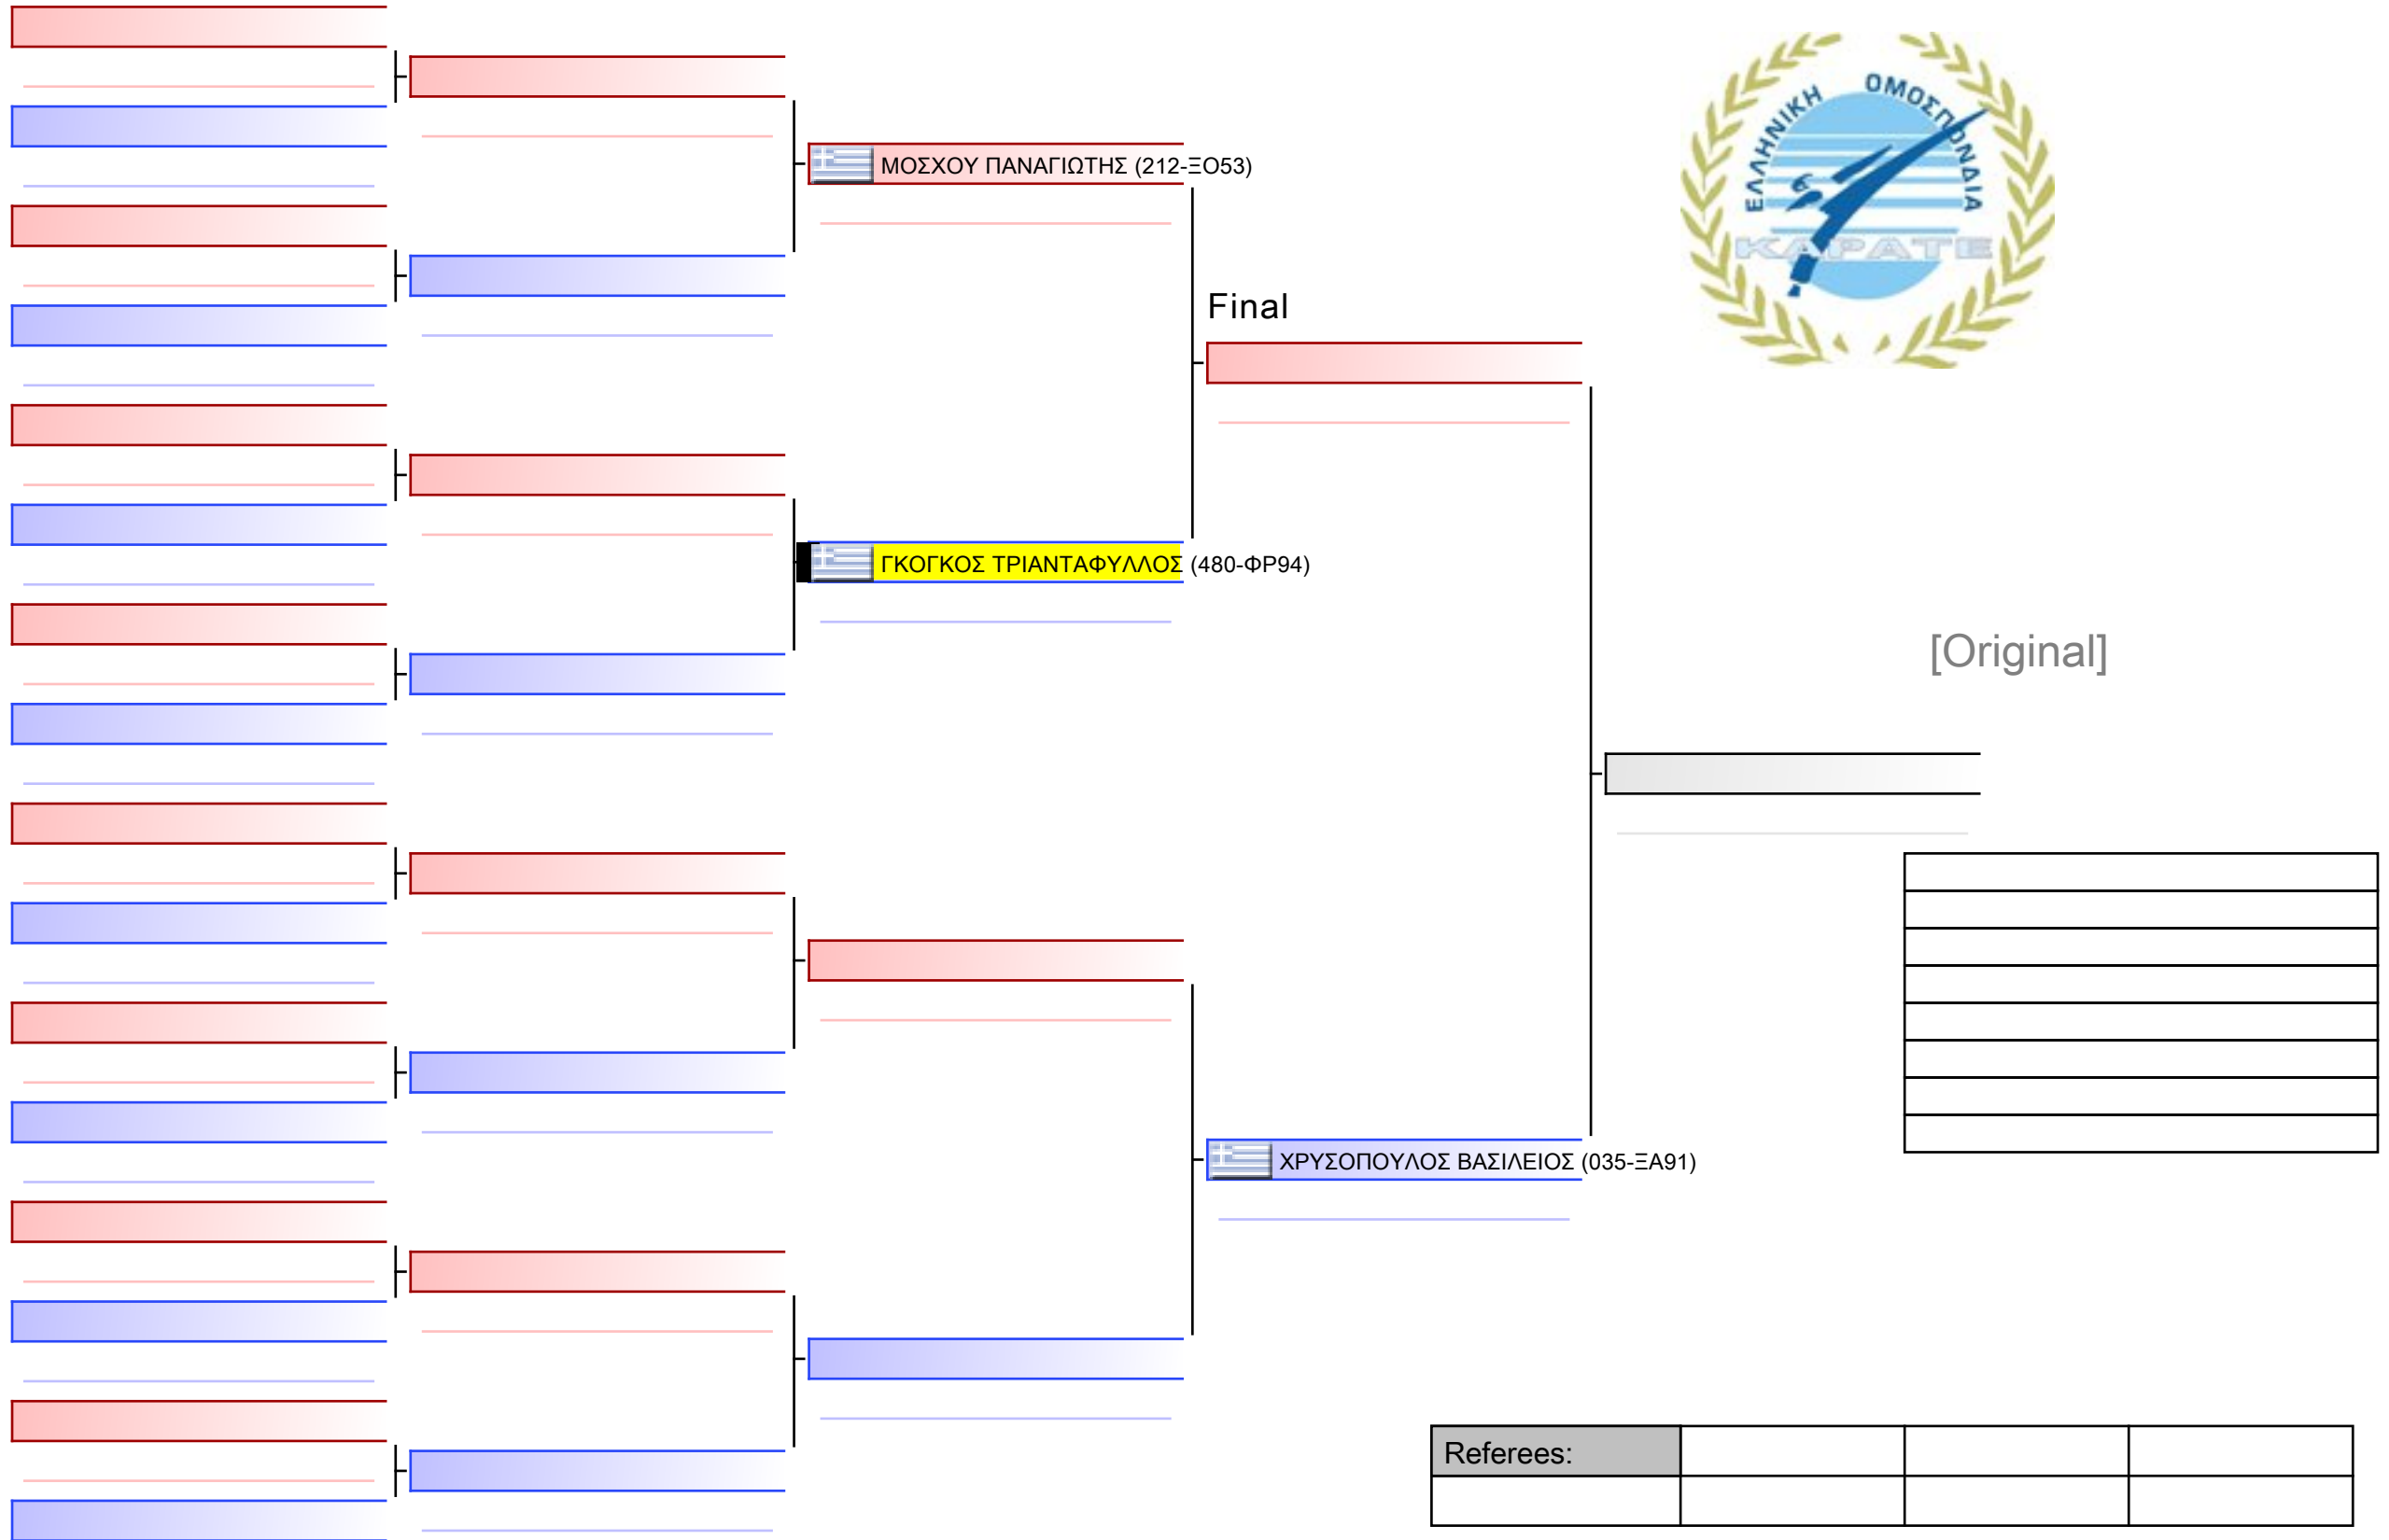 ΕΛΛΗΝΙΚΗ ΟΜΟΣΠΟΝΔΙΑ
ΚΑΡΑΤΕ
ΜΟΣΧΟΥ ΠΑΝΑΓΙΩΤΗΣ (212-ΞΟ53)
Final
ΓΚΟΓΚΟΣ ΤΡΙΑΝΤΑΦΥΛΛΟΣ (480-ΦΡ94)
[Original]
ΧΡΥΣΟΠΟΥΛΟΣ ΒΑΣΙΛΕΙΟΣ (035-ΞΑ91)
Referees: